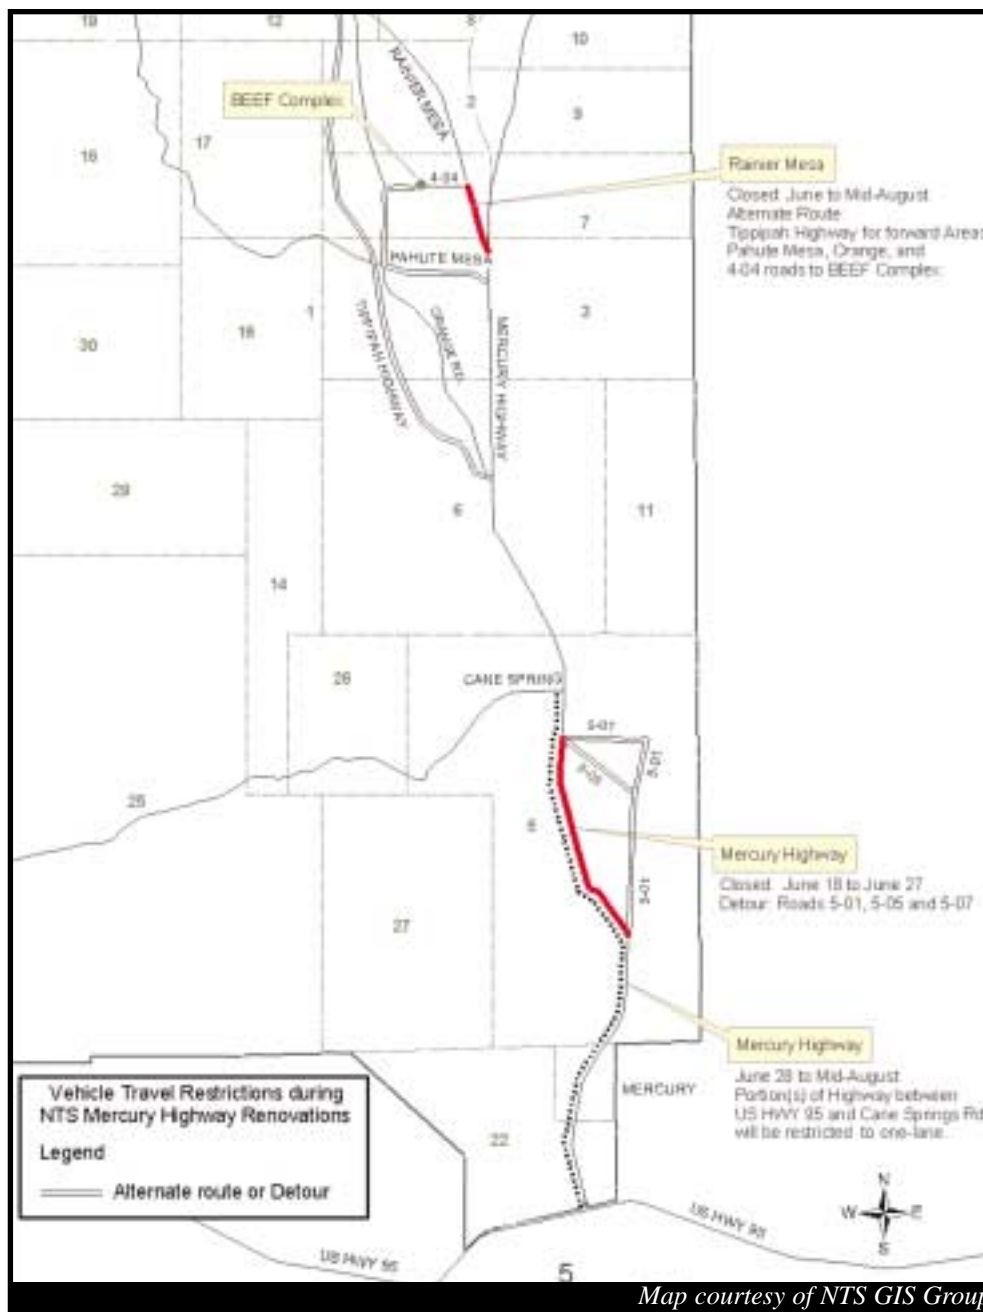 19
12
8
10
RAINIER MESA
BEEF Complex
2
9
17
16
4-04
Rainier Mesa
Closed: June to Mid-August
Alternate Route
Tippipah Highway for forward Areas
Pahute Mesa, Orange, and
4-04 roads to BEEF Complex
7
PAHUTE MESA
1
18
30
TIPPIPAH HIGHWAY
ORANGE RD.
MERCURY HIGHWAY
3
29
6
11
14
26
CANE SPRING
5-07
5-05
5-01
25
Mercury Highway
Closed: June 18 to June 27
Detour: Roads 5-01, 5-05 and 5-07
5-01
27
Mercury Highway
June 28 to Mid-August
Portion(s) of Highway between
US HWY 95 and Cane Springs Rd
will be restricted to one-lane.
MERCURY
22
Vehicle Travel Restrictions during
NTS Mercury Highway Renovations
Legend
Alternate route or Detour
N
W
E
S
US HWY 95
US HWY 95
5
Map courtesy of NTS GIS Group